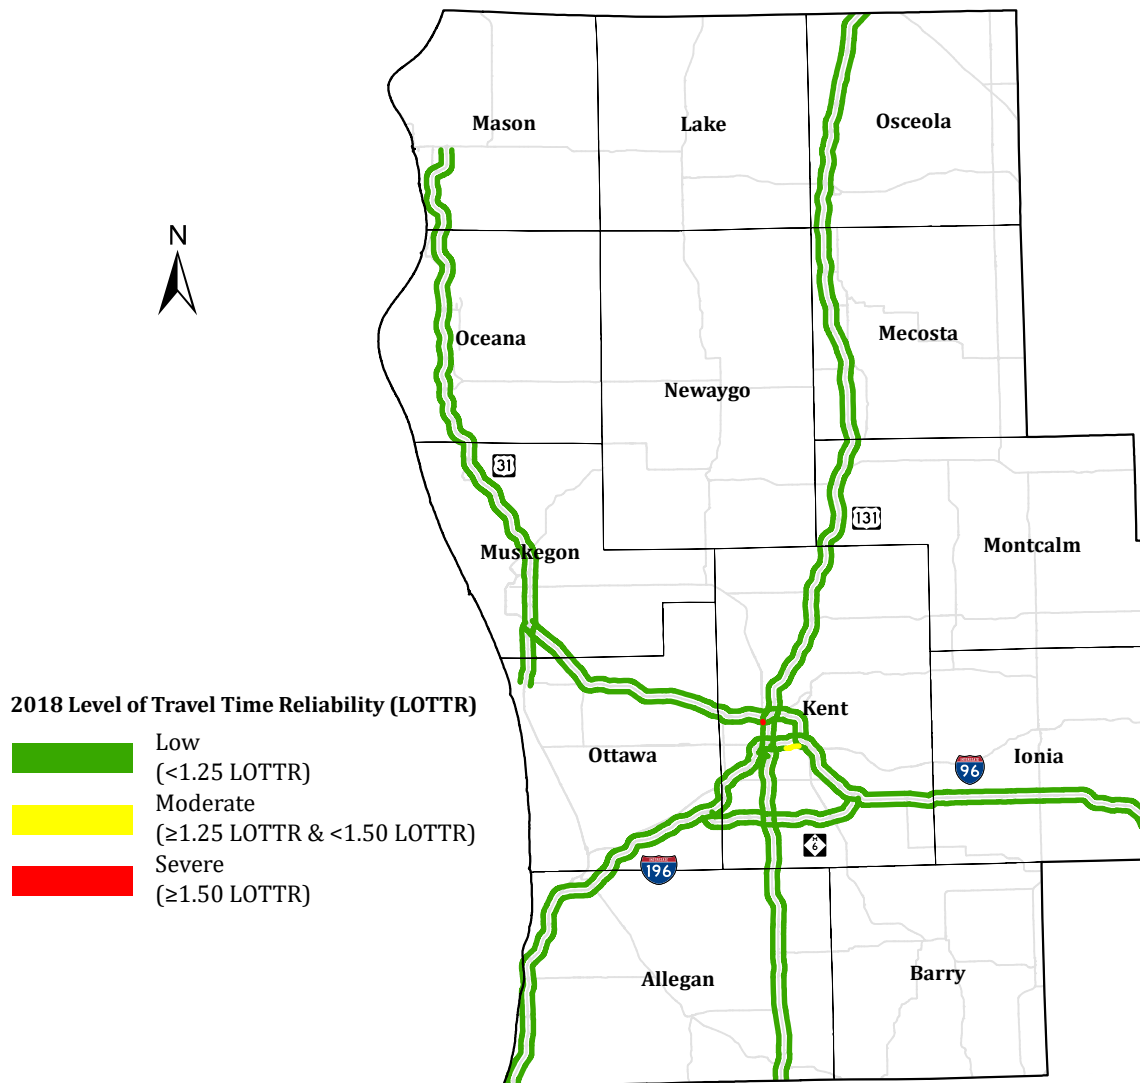 Mason
Lake
Osceola
N
Oceana
Mecosta
Newaygo
31
131
Muskegon
Montcalm
2018 Level of Travel Time Reliability (LOTTR)
Low
(<1.25 LOTTR)
Moderate
(≥1.25 LOTTR & <1.50 LOTTR)
Severe
(≥1.50 LOTTR)
Kent
Ottawa
Ionia
96
M
6
196
Allegan
Barry